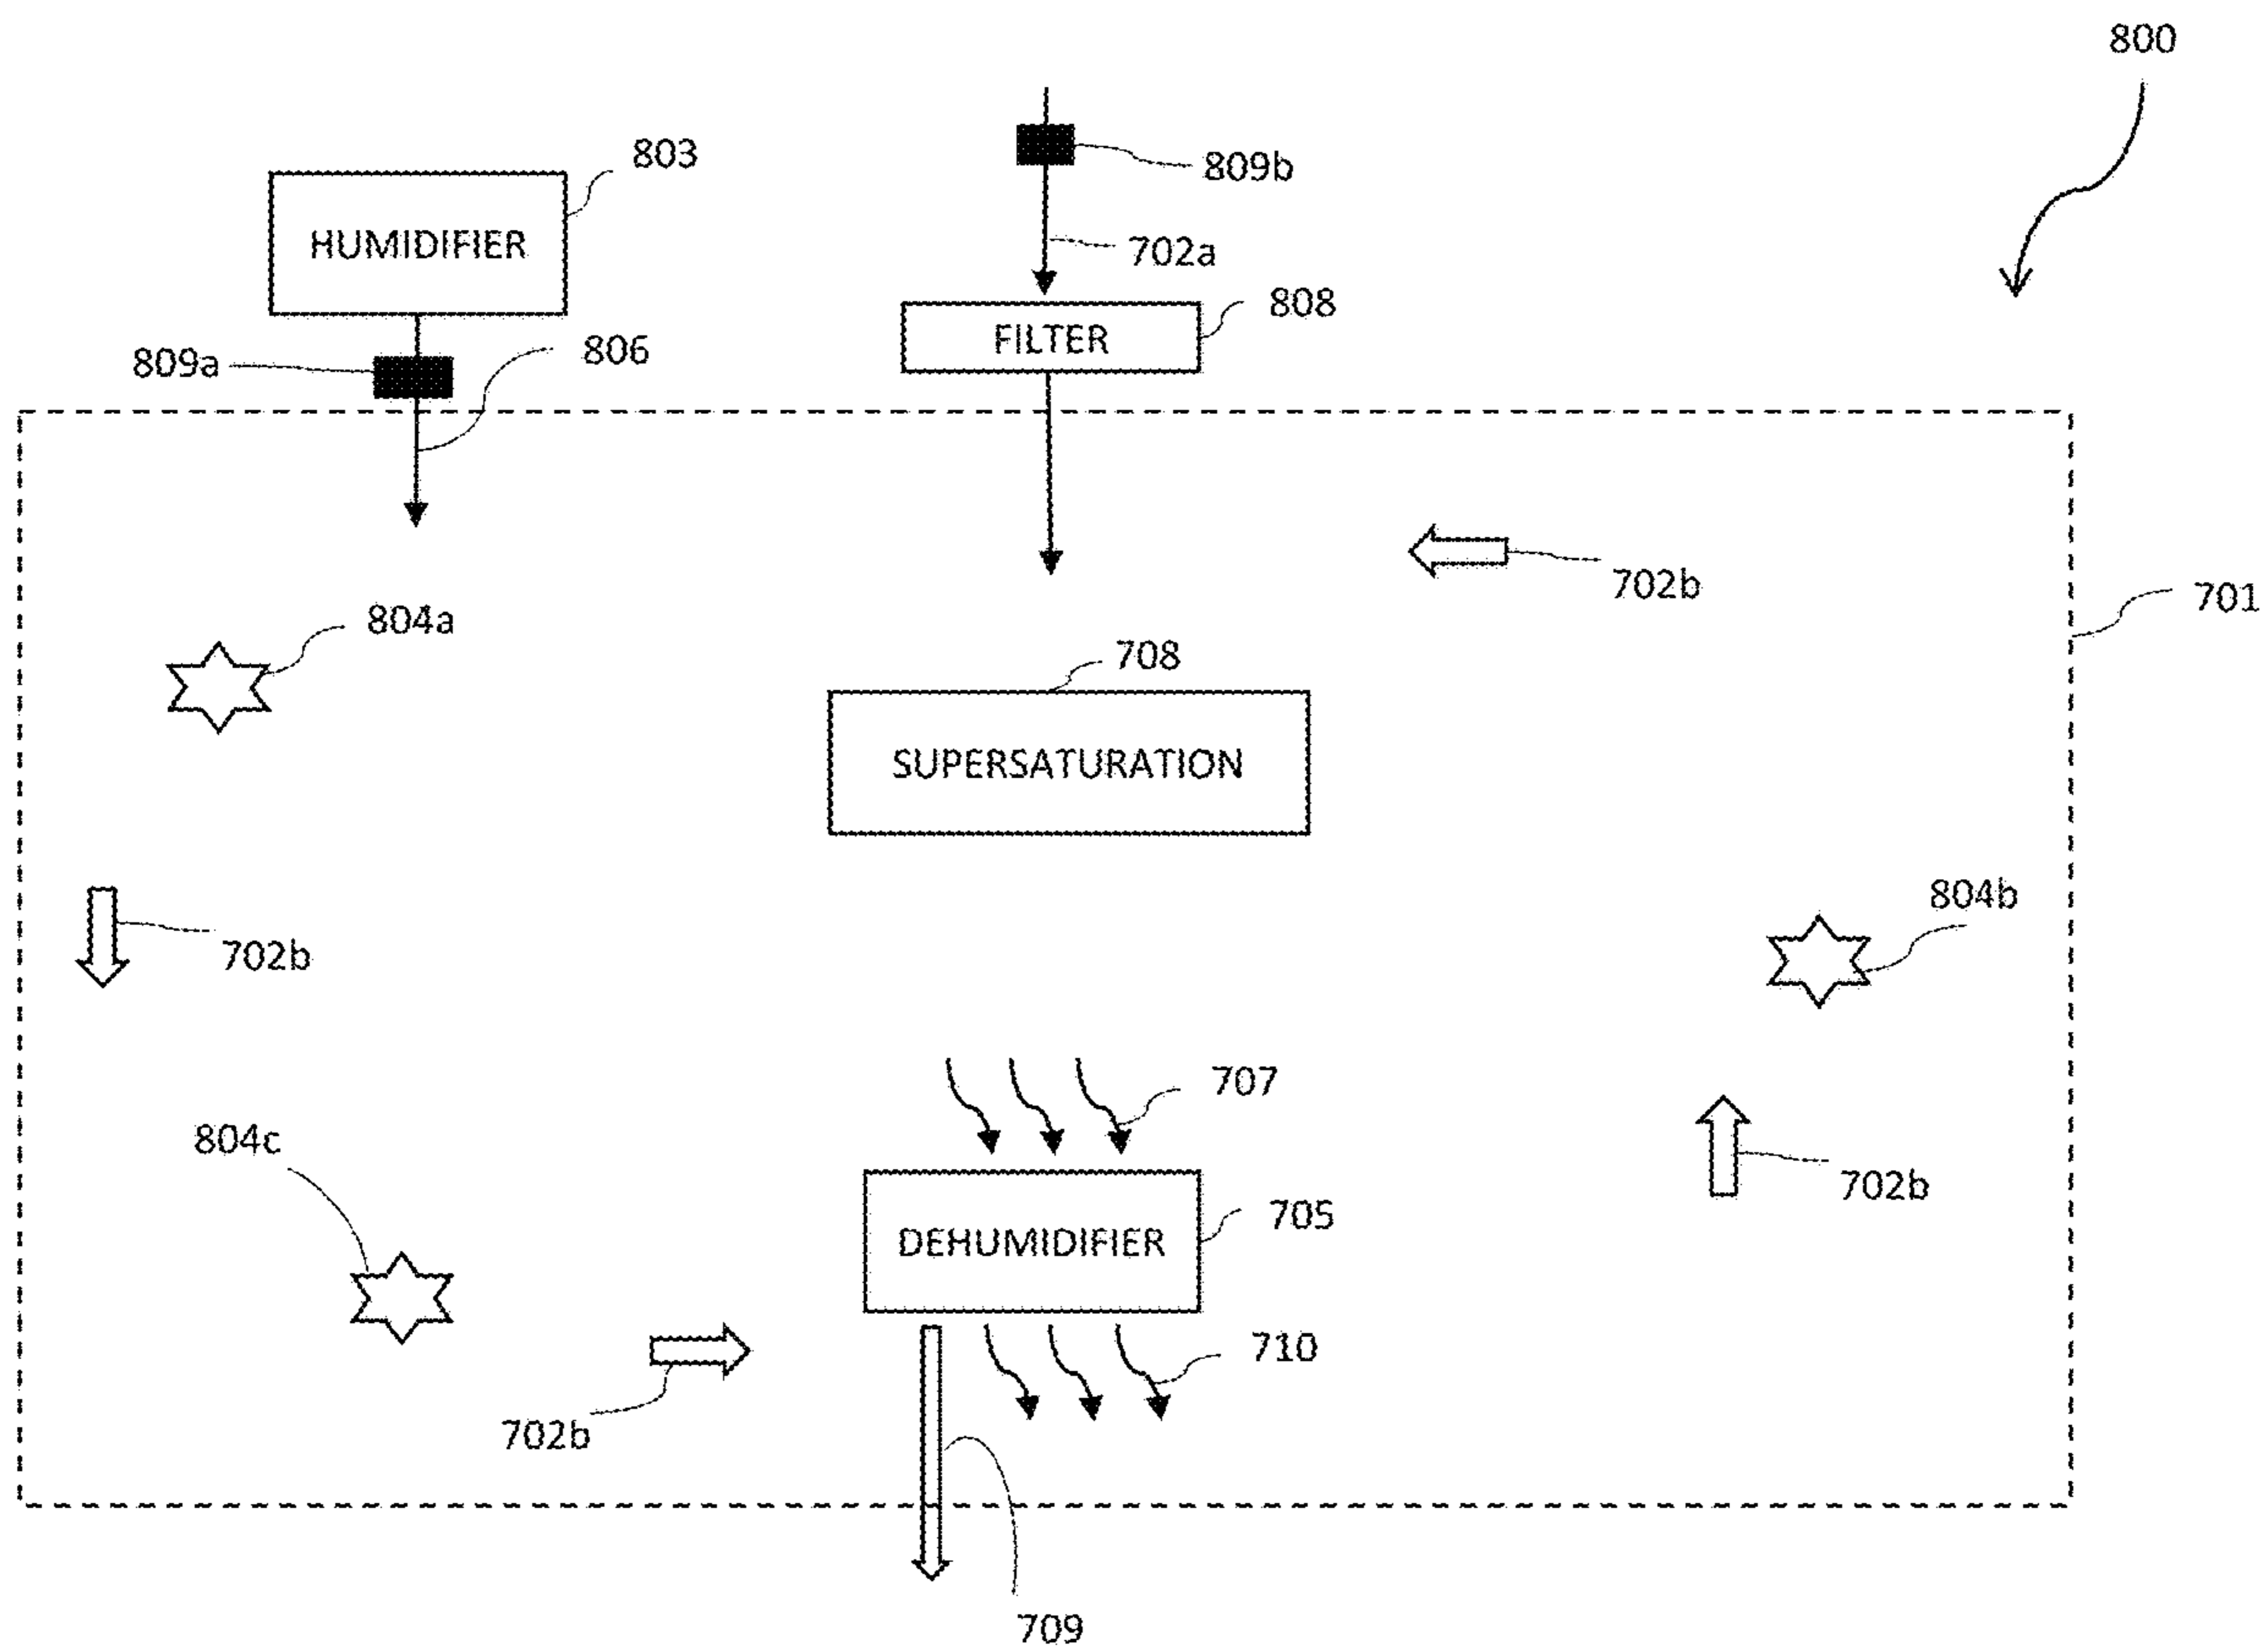 800
803
809b
HUMIDIFIER
702a
808
FILTER
809a
806
702b
701
804a
708
SUPERSATURATION
804b
702b
707
804c
702b
705
DEHUMIDIFIER
710
702b
709